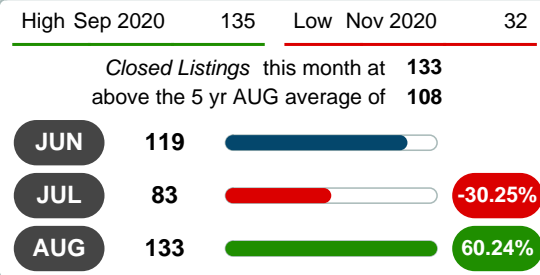 High Sep 2020 135 Low Nov 2020 32
Closed Listings this month at 133
above the 5 yr AUG average of 108
JUN 119
JUL 83 -30.25%
AUG 133 60.24%